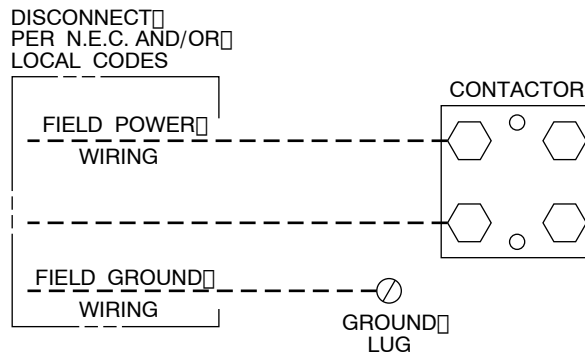 DISCONNECT
PER N.E.C. AND/OR
LOCAL CODES
CONTACTOR
FIELD POWER
WIRING
FIELD GROUND
WIRING
GROUND
LUG